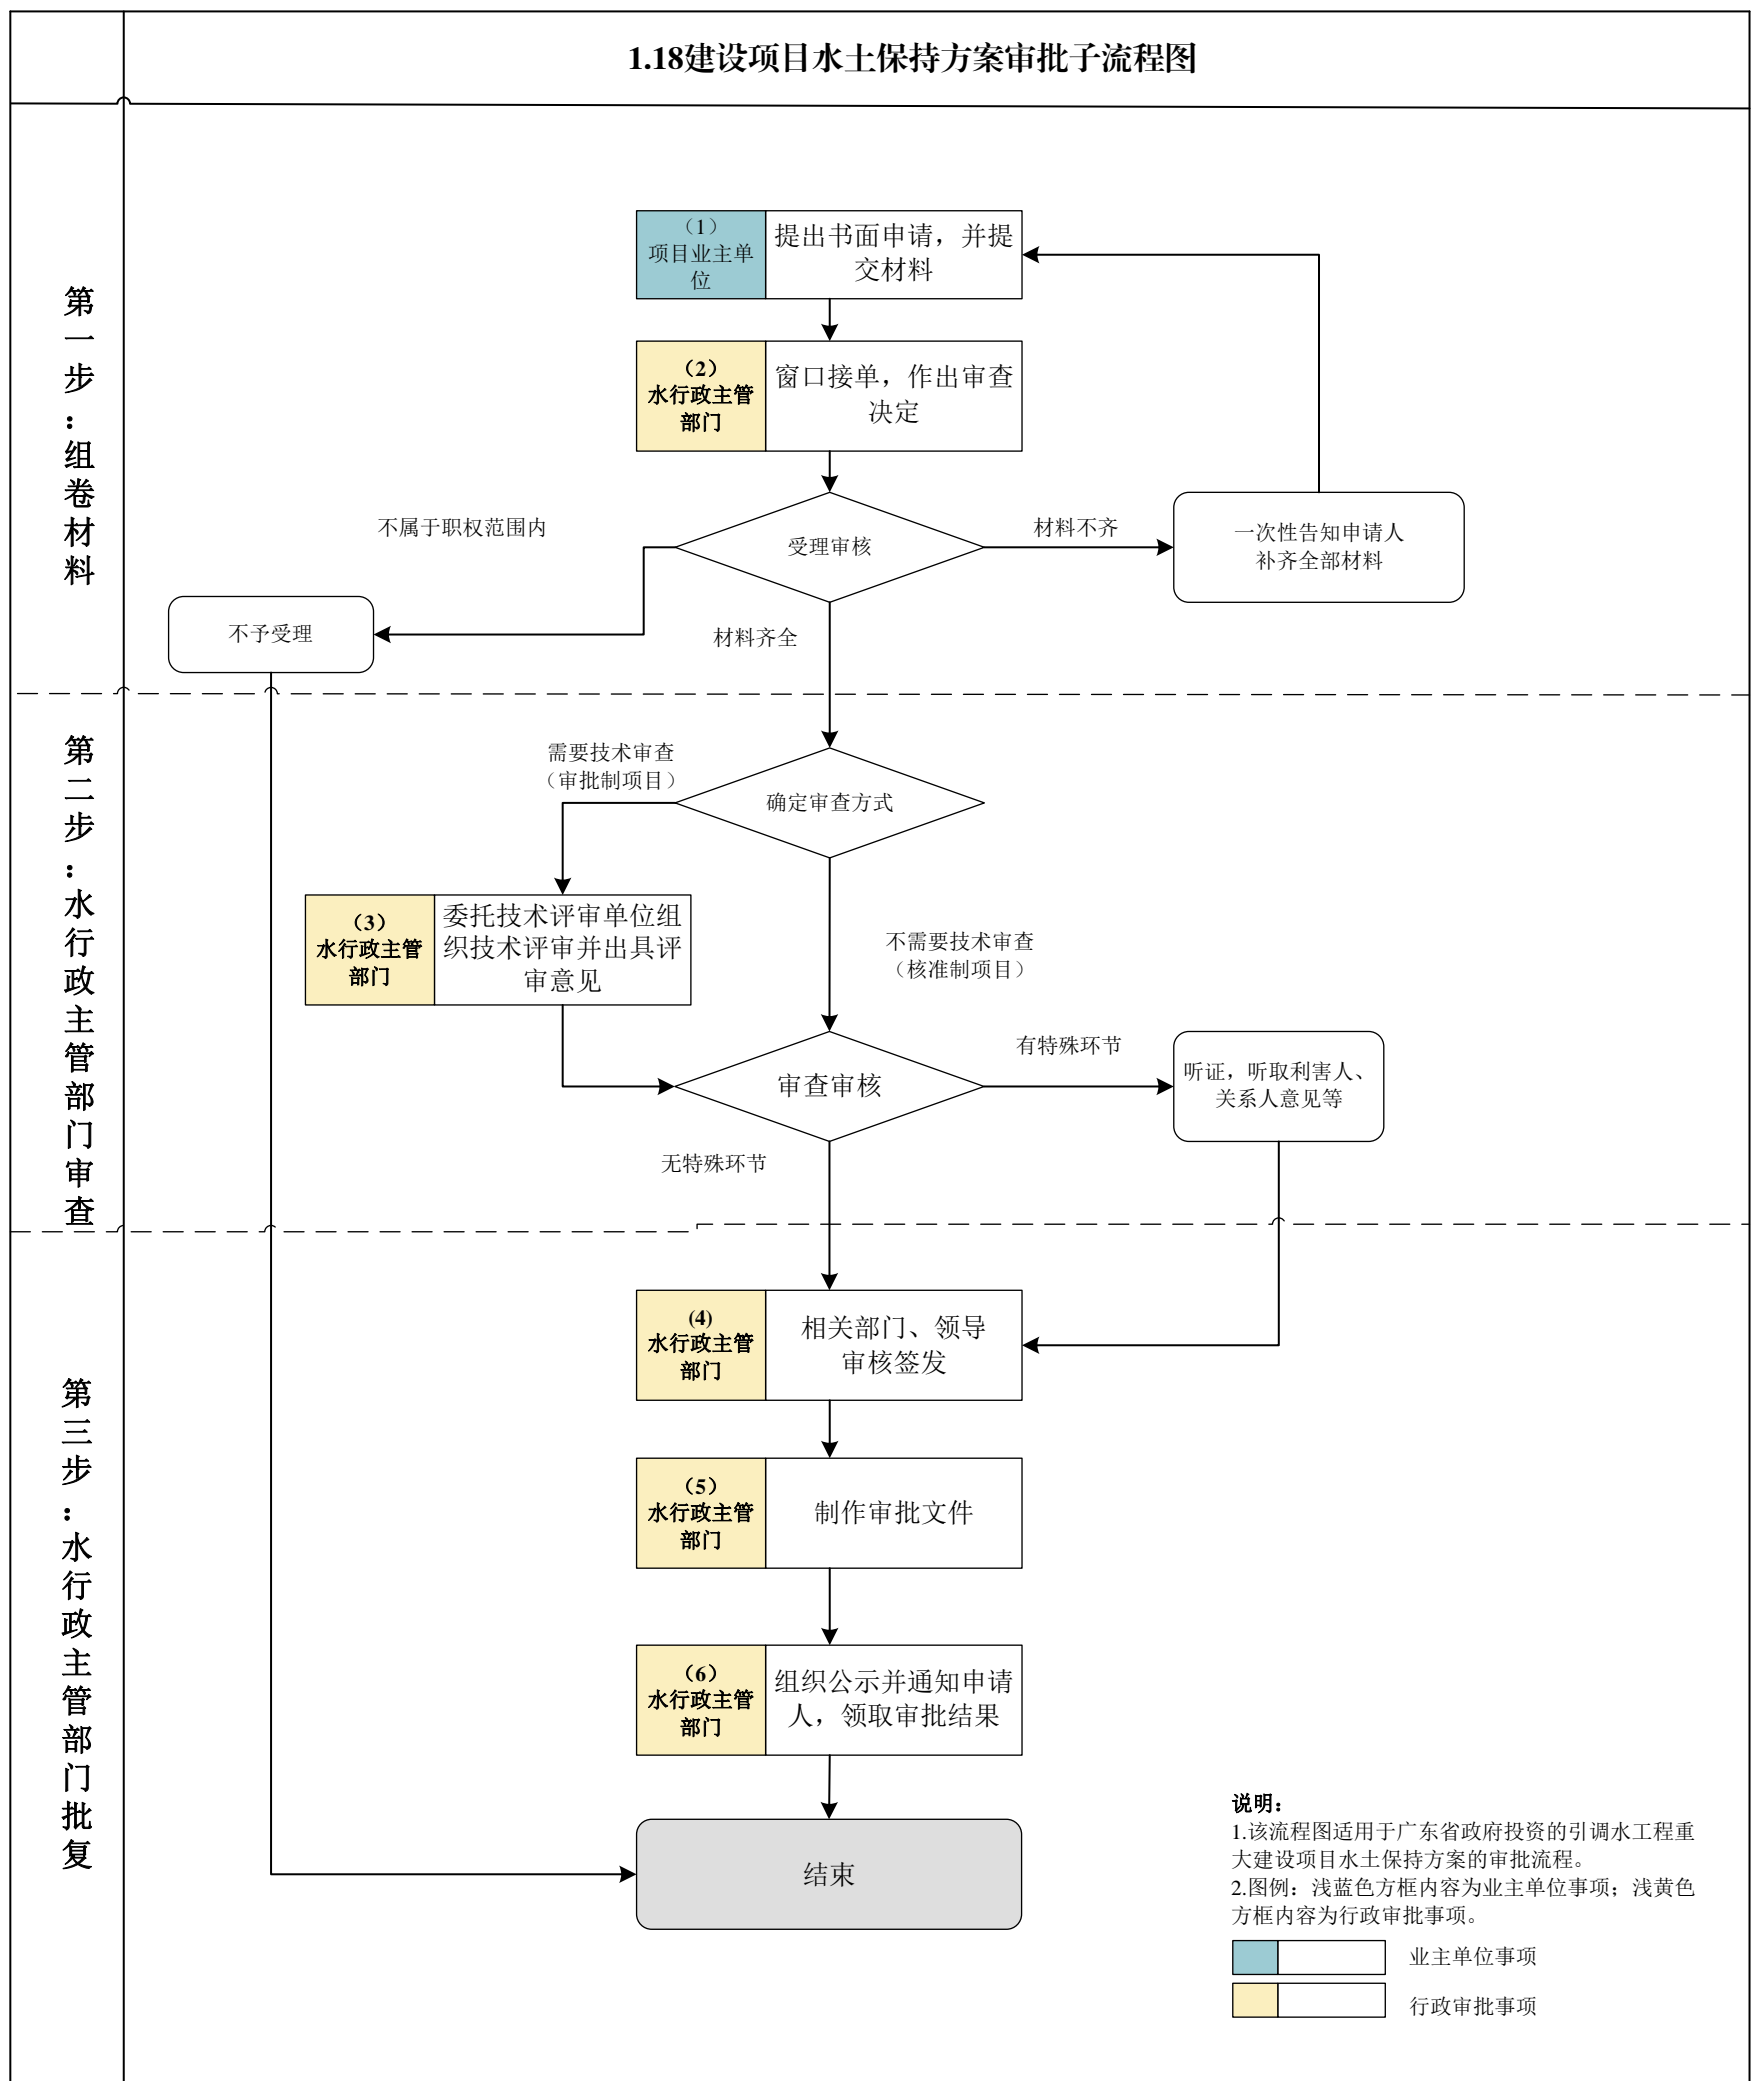 1.18建设项目水土保持方案审批子流程图
第一步：组卷材料
（1）
项目业主单
位
提出书面申请，并提
交材料
（2）
水行政主管
部门
窗口接单，作出审查
决定
不属于职权范围内
受理审核
材料不齐
一次性告知申请人
补齐全部材料
不予受理
材料齐全
第二步：水行政主管部门审查
需要技术审查
（审批制项目）
确定审查方式
（3）
水行政主管
部门
委托技术评审单位组
织技术评审并出具评
审意见
不需要技术审查
（核准制项目）
审查审核
有特殊环节
听证，听取利害人、
关系人意见等
无特殊环节
第三步：水行政主管部门批复
(4)
水行政主管
部门
相关部门、领导
审核签发
（5）
水行政主管
部门
制作审批文件
（6）
水行政主管
部门
组织公示并通知申请
人，领取审批结果
结束
说明：
1.该流程图适用于广东省政府投资的引调水工程重
大建设项目水土保持方案的审批流程。
2.图例：浅蓝色方框内容为业主单位事项；浅黄色
方框内容为行政审批事项。
业主单位事项
行政审批事项